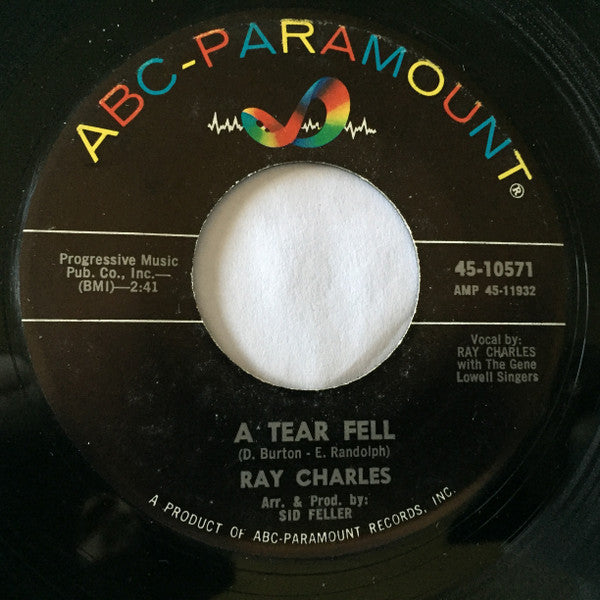 ABC-PARAMOUNT®
Progressive Music
Pub. Co., Inc.—
(BMI)—2:41
45-10571
AMP 45-11932
Vocal by:
RAY CHARLES
with The Gene
Lowell Singers
A TEAR FELL
(D. Burton - E. Randolph)
RAY CHARLES
Arr. & Prod. by:
SID FELLER
A PRODUCT OF ABC-PARAMOUNT RECORDS, INC.